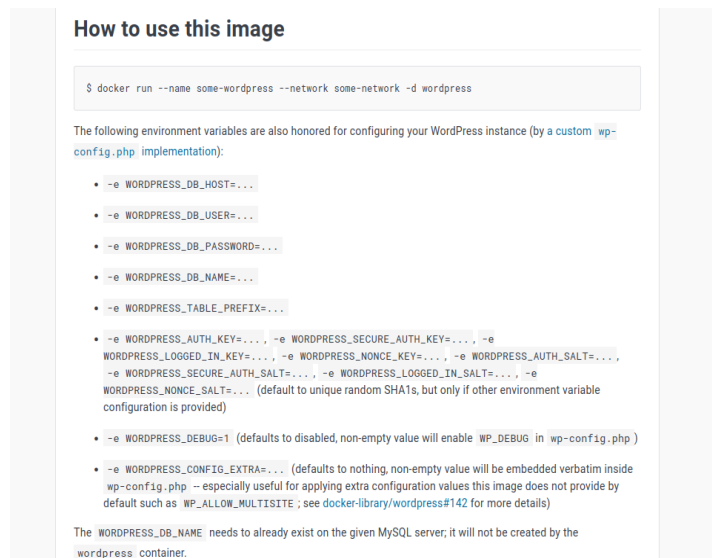 How to use this image
$ docker run --name some-wordpress --network some-network -d wordpress
The following environment variables are also honored for configuring your WordPress instance (by a custom wp-
config.php implementation):
• -e WORDPRESS_DB_HOST=...
• -e WORDPRESS_DB_USER=...
• -e WORDPRESS_DB_PASSWORD=...
• -e WORDPRESS_DB_NAME=...
• -e WORDPRESS_TABLE_PREFIX=...
• -e WORDPRESS_AUTH_KEY=..., -e WORDPRESS_SECURE_AUTH_KEY=..., -e
WORDPRESS_LOGGED_IN_KEY=..., -e WORDPRESS_NONCE_KEY=..., -e WORDPRESS_AUTH_SALT=...,
-e WORDPRESS_SECURE_AUTH_SALT=..., -e WORDPRESS_LOGGED_IN_SALT=..., -e
WORDPRESS_NONCE_SALT=... (default to unique random SHA1s, but only if other environment variable
configuration is provided)
• -e WORDPRESS_DEBUG=1 (defaults to disabled, non-empty value will enable WP_DEBUG in wp-config.php)
• -e WORDPRESS_CONFIG_EXTRA=... (defaults to nothing, non-empty value will be embedded verbatim inside
wp-config.php -- especially useful for applying extra configuration values this image does not provide by
default such as WP_ALLOW_MULTISITE; see docker-library/wordpress#142 for more details)
The WORDPRESS_DB_NAME needs to already exist on the given MySQL server; it will not be created by the
wordpress container.